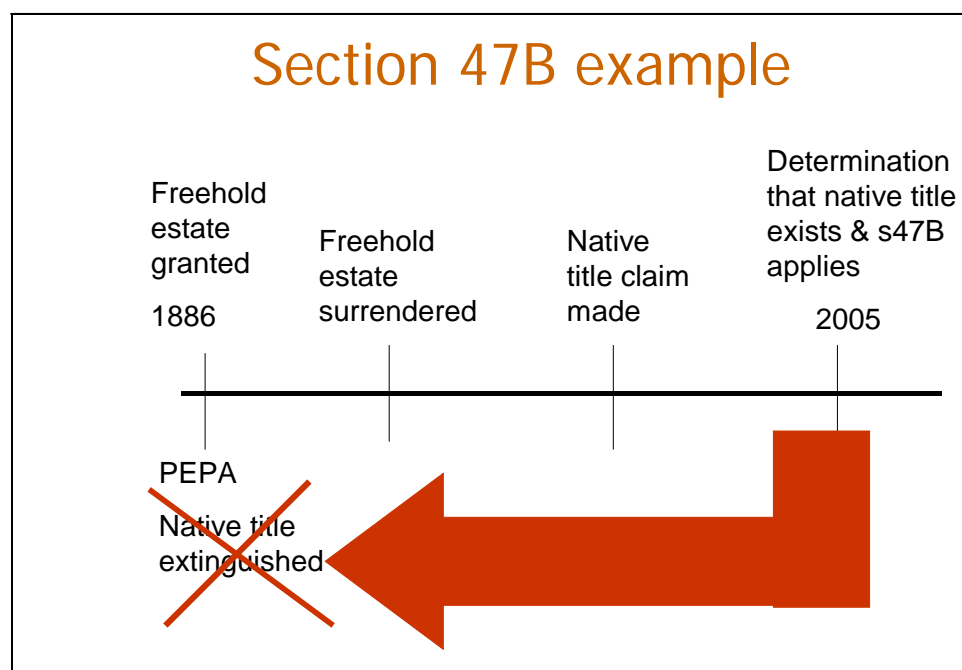 Section 47B example
Freehold
estate
granted
1886
Freehold
estate
surrendered
Native
title claim
made
Determination
that native title
exists & s47B
applies
2005
PEPA
Native title
extinguished